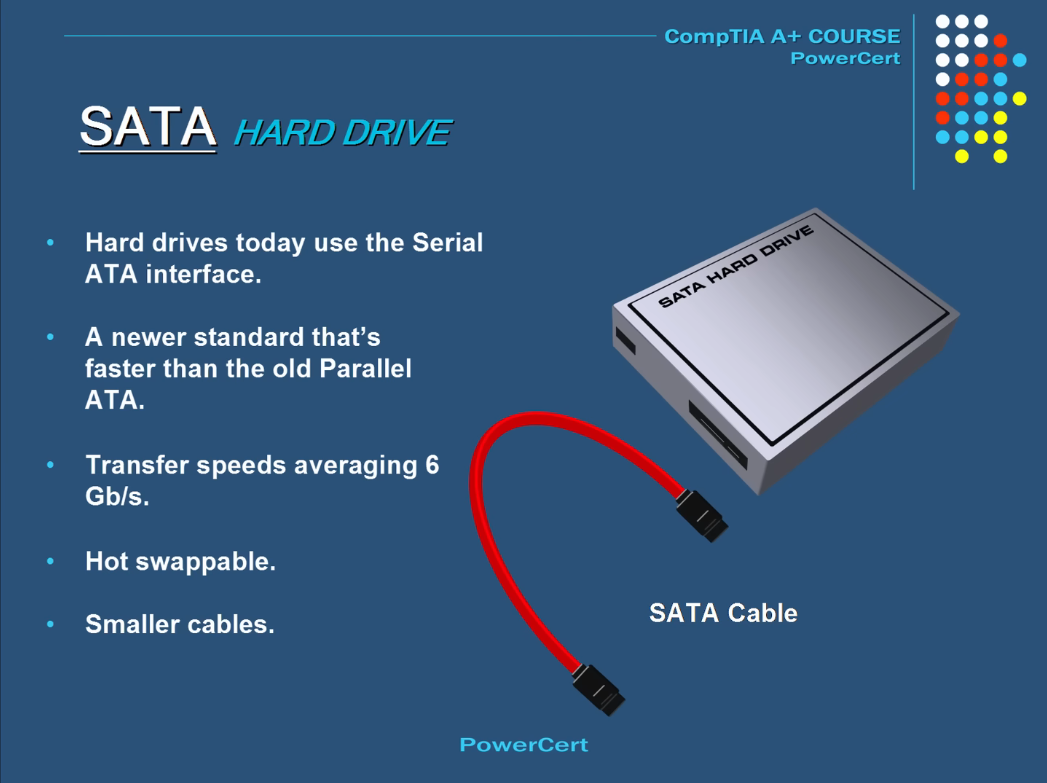 CompTIA A+ COURSE
PowerCert
SATA HARD DRIVE
• Hard drives today use the Serial
ATA interface.
• A newer standard that’s
faster than the old Parallel
ATA.
• Transfer speeds averaging 6
Gb/s.
• Hot swappable.
• Smaller cables.
SATA HARD DRIVE
SATA Cable
PowerCert